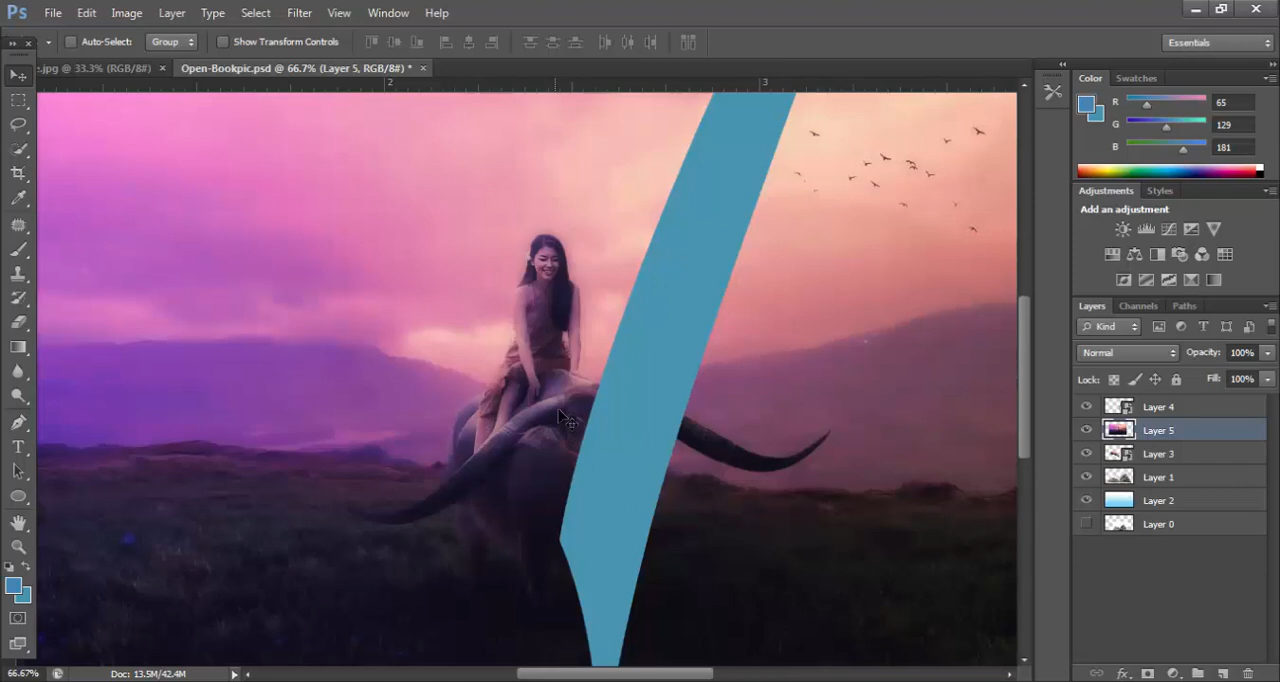 Ps File Edit Image Layer Type Select Filter View Window Help
Auto-Select: Group Show Transform Controls Essentials
e.jpg @ 33.3% (RGB/8#) × Open-Bookpic.psd @ 66.7% (Layer 5, RGB/8#) * ×
2 3
Color Swatches
R 65
G 129
B 181
Adjustments Styles
Add an adjustment
Layers Channels Paths
Kind
Normal Opacity: 100%
Lock: Fill: 100%
Layer 4
Layer 5
Layer 3
Layer 1
Layer 2
Layer 0
66.67% Doc: 13.5M/42.4M